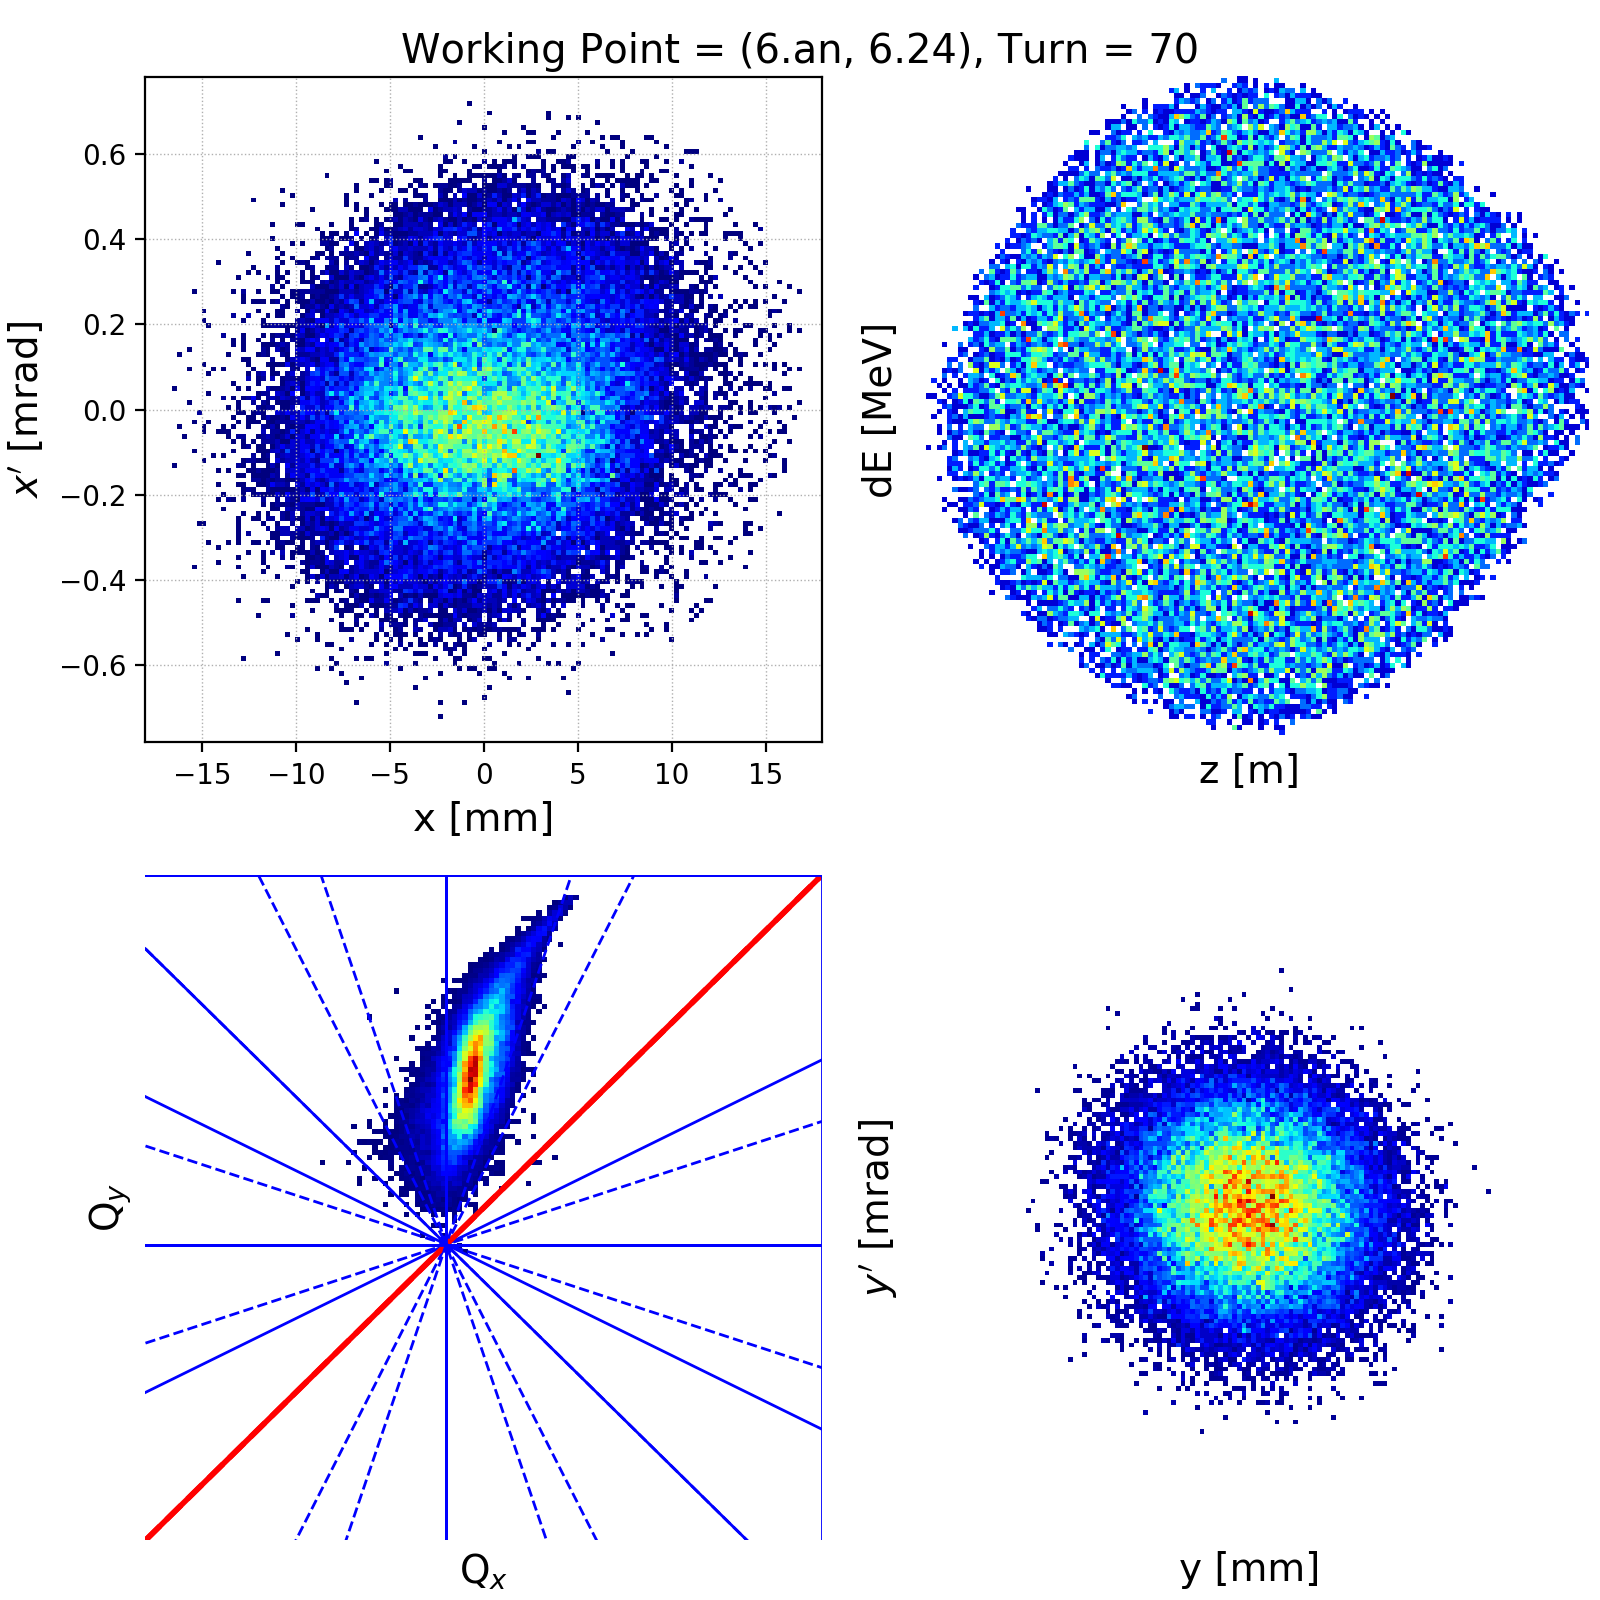 Working Point = (6.an, 6.24), Turn = 70
0.6
0.4
0.2
0.0
−0.2
−0.4
−0.6
x′ [mrad]
−15 −10 −5 0 5 10 15
x [mm]
dE [MeV]
z [m]
Qy
Qx
y′ [mrad]
y [mm]